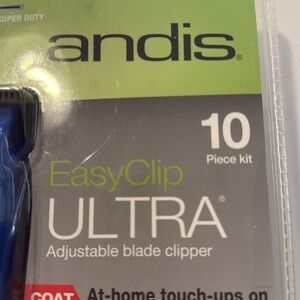 SUPER DUTY
andis®
10
Piece kit
EasyClip®
ULTRA®
Adjustable blade clipper
COAT
At-home touch-ups on